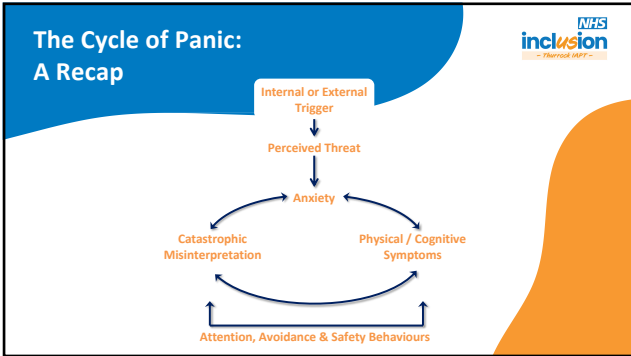 The Cycle of Panic:
A Recap
NHS
inclusion
~ Thurrock IAPT ~
Internal or External
Trigger
Perceived Threat
Anxiety
Catastrophic
Misinterpretation
Physical / Cognitive
Symptoms
Attention, Avoidance & Safety Behaviours